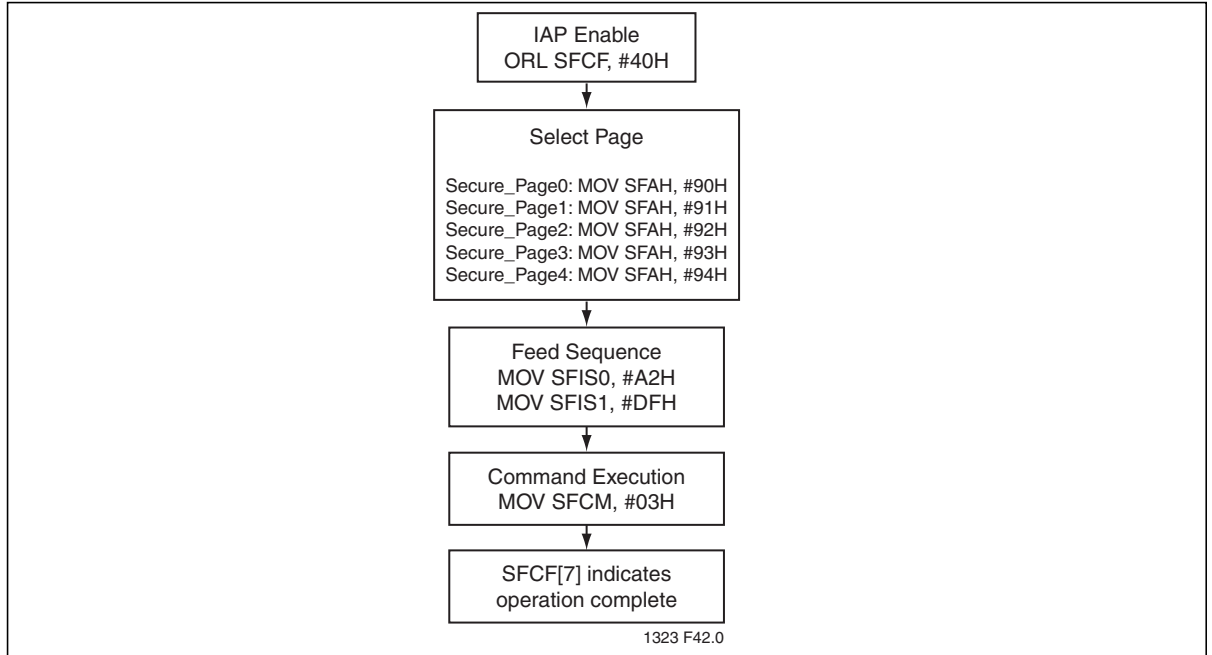 IAP Enable
ORL SFCF, #40H
Select Page
Secure_Page0: MOV SFAH, #90H
Secure_Page1: MOV SFAH, #91H
Secure_Page2: MOV SFAH, #92H
Secure_Page3: MOV SFAH, #93H
Secure_Page4: MOV SFAH, #94H
Feed Sequence
MOV SFIS0, #A2H
MOV SFIS1, #DFH
Command Execution
MOV SFCM, #03H
SFCF[7] indicates
operation complete
1323 F42.0